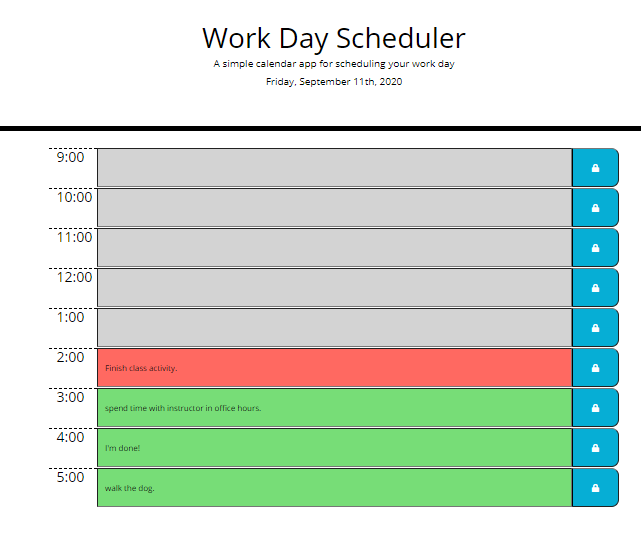 Work Day Scheduler
A simple calendar app for scheduling your work day
Friday, September 11th, 2020
9:00
10:00
11:00
12:00
1:00
2:00 Finish class activity.
3:00 spend time with instructor in office hours.
4:00 I'm done!
5:00 walk the dog.